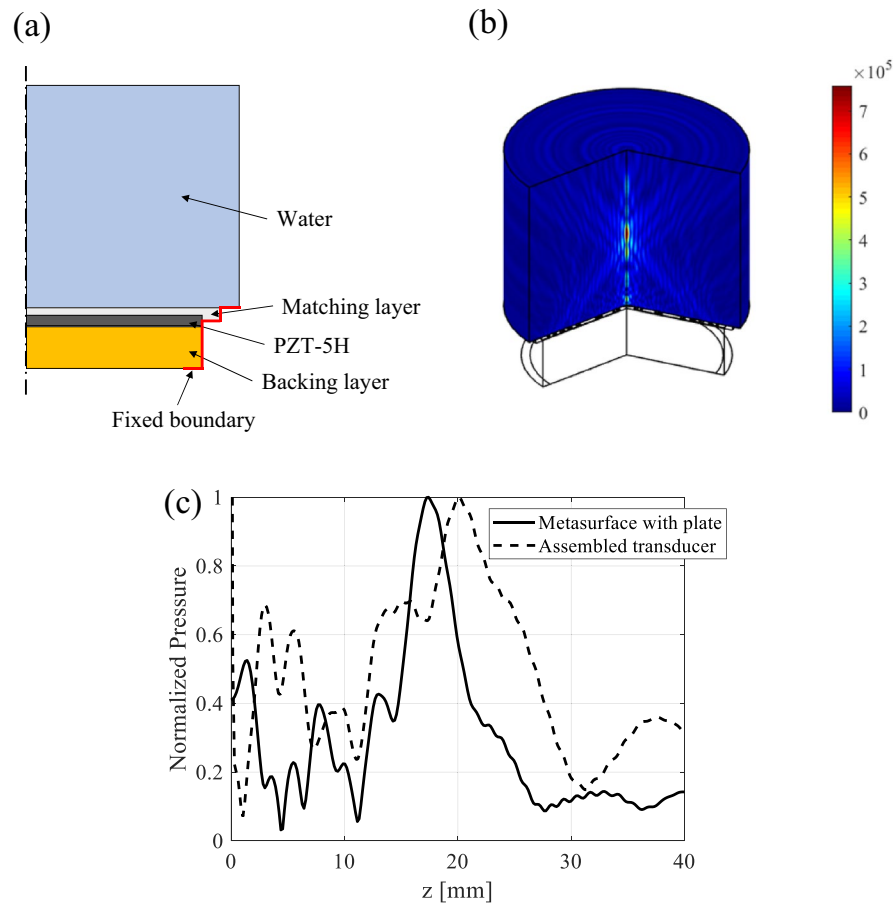 (a)
Water
Matching layer
PZT-5H
Backing layer
Fixed boundary
(b)
×10⁵
7
6
5
4
3
2
1
0
(c)
Normalized Pressure
1
0.8
0.6
0.4
0.2
0
Metasurface with plate
Assembled transducer
0 10 20 30 40
z [mm]